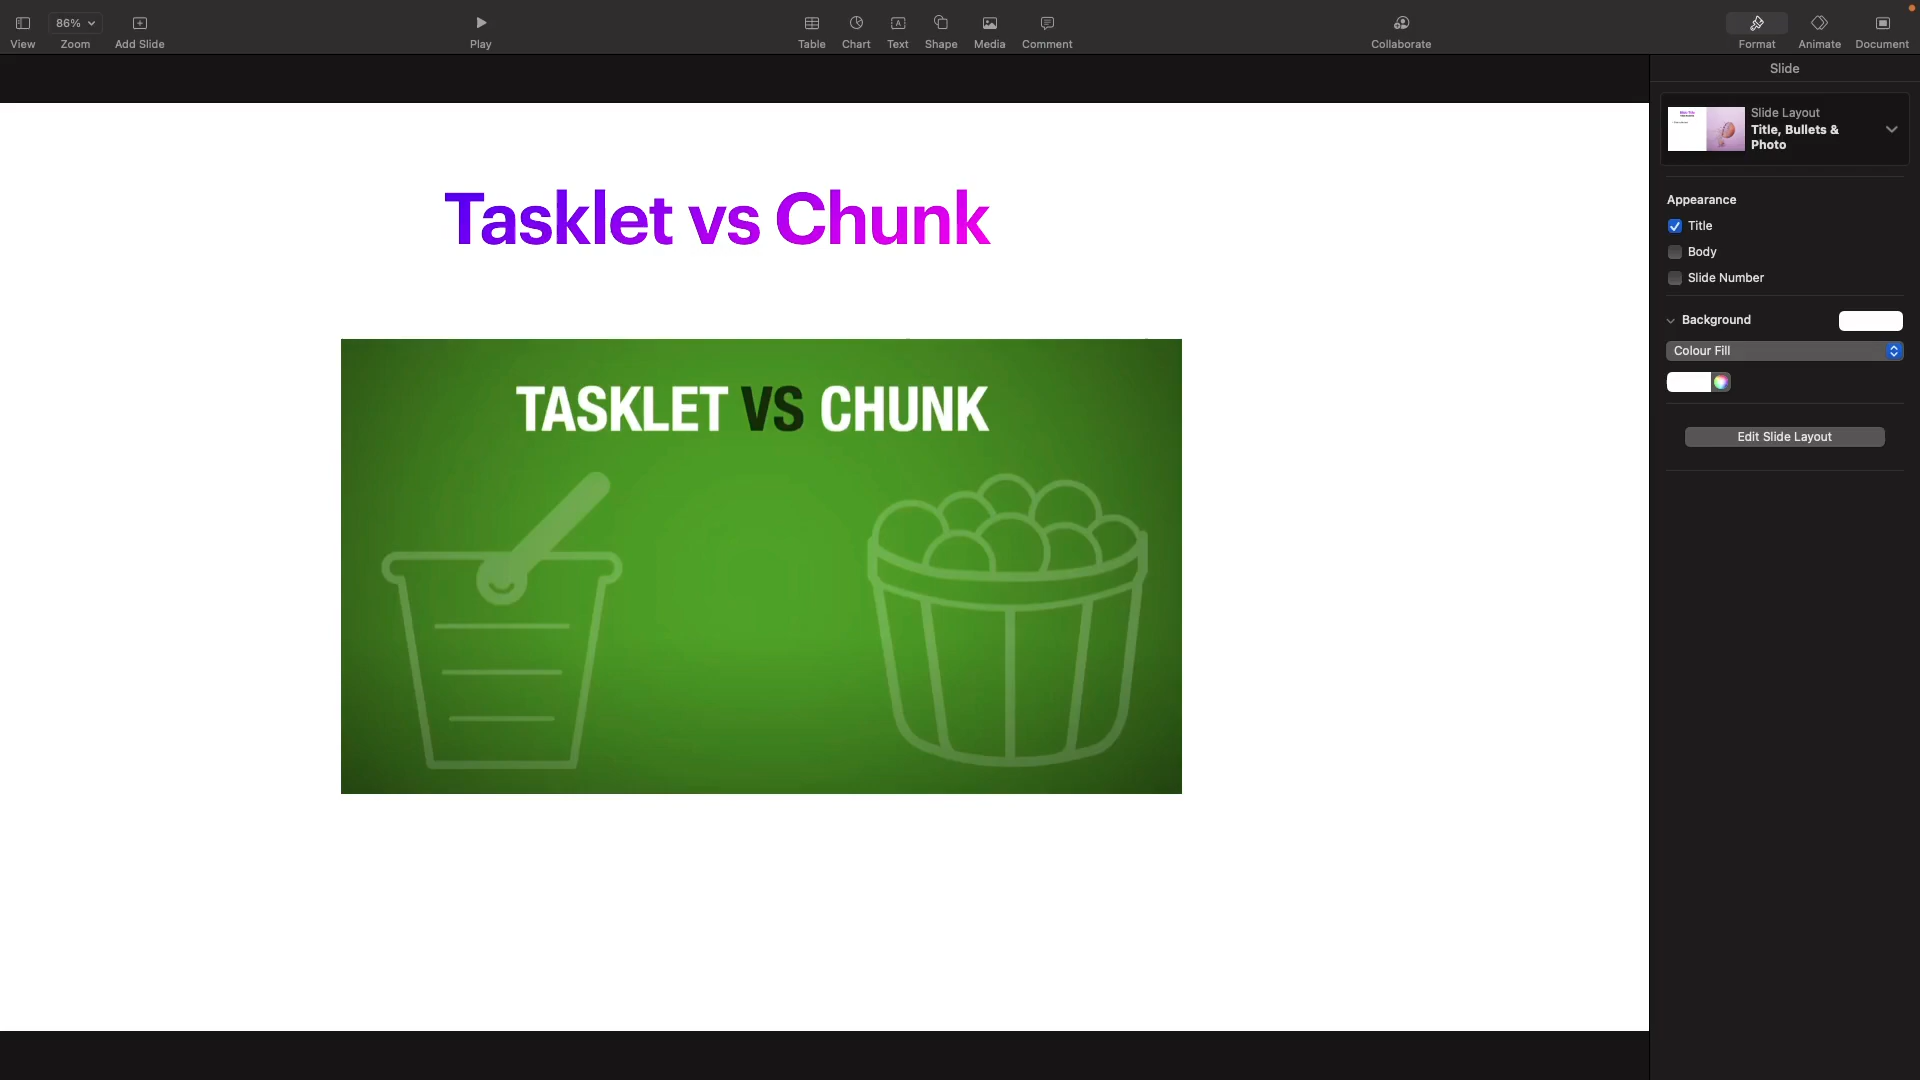 View
86%
Zoom
Add Slide
Play
Table
Chart
Text
Shape
Media
Comment
Collaborate
Format
Animate
Document
Slide
Slide Layout
Title, Bullets &
Photo
Appearance
Title
Body
Slide Number
Background
Colour Fill
Edit Slide Layout
Tasklet vs Chunk
TASKLET VS CHUNK